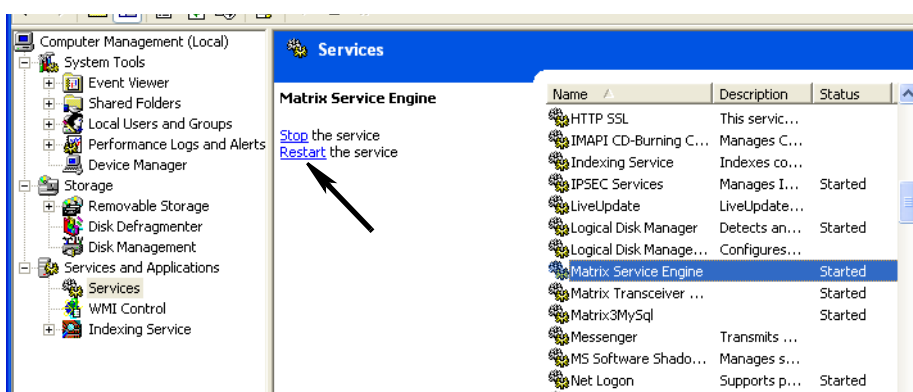 Computer Management (Local)
System Tools
Event Viewer
Shared Folders
Local Users and Groups
Performance Logs and Alerts
Device Manager
Storage
Removable Storage
Disk Defragmenter
Disk Management
Services and Applications
Services
WMI Control
Indexing Service
Services
Matrix Service Engine
Stop the service
Restart the service
Name Description Status
HTTP SSL This servic...
IMAPI CD-Burning C... Manages C...
Indexing Service Indexes co...
IPSEC Services Manages I... Started
LiveUpdate LiveUpdate...
Logical Disk Manager Detects an... Started
Logical Disk Manage... Configures...
Matrix Service Engine Started
Matrix Transceiver ... Started
Matrix3MySql Started
Messenger Transmits ...
MS Software Shado... Manages s...
Net Logon Supports p... Started